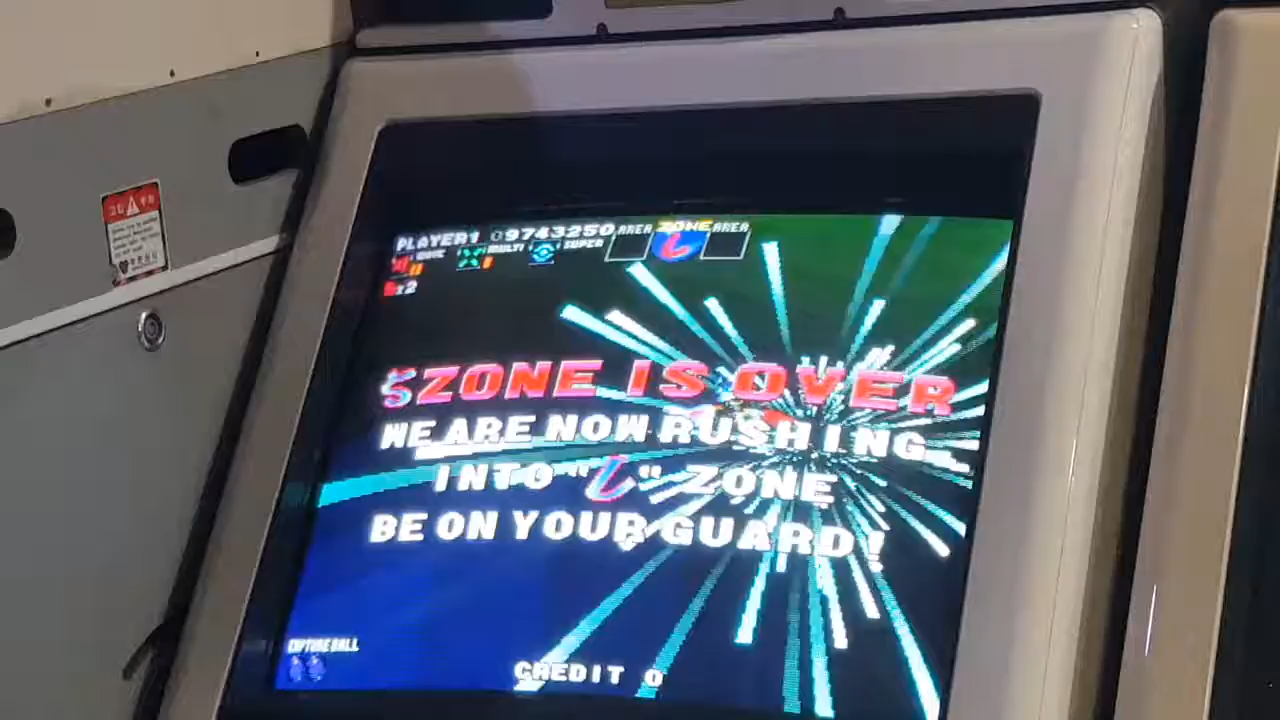 PLAYER1 09743250 AREA ZONE AREA
MULTI SUPER
x2
ZONE IS OVER
WE ARE NOW RUSHING
INTO " " ZONE
BE ON YOUR GUARD!
CAPTURE BALL
CREDIT 0